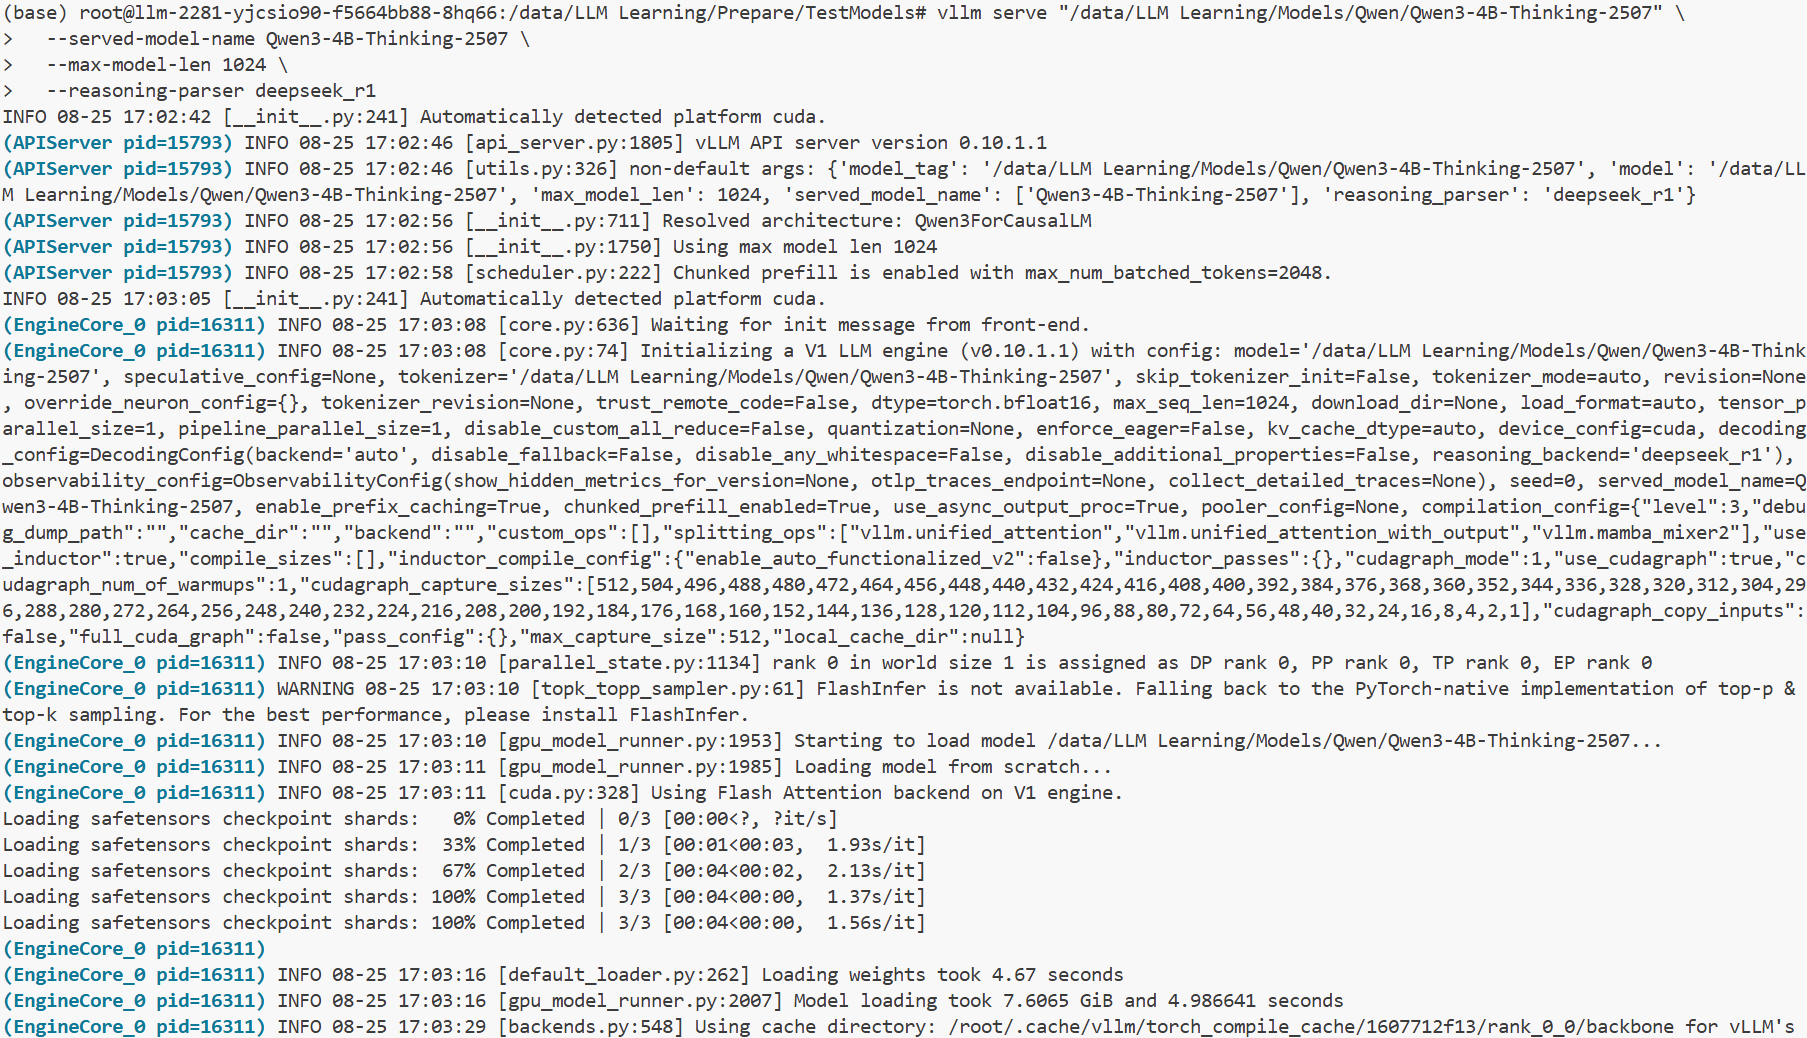 (base) root@llm-2281-yjcsio90-f5664bb88-8hq66:/data/LLM Learning/Prepare/TestModels# vllm serve "/data/LLM Learning/Models/Qwen/Qwen3-4B-Thinking-2507" \
>   --served-model-name Qwen3-4B-Thinking-2507 \
>   --max-model-len 1024 \
>   --reasoning-parser deepseek_r1
INFO 08-25 17:02:42 [__init__.py:241] Automatically detected platform cuda.
(APIServer pid=15793) INFO 08-25 17:02:46 [api_server.py:1805] vLLM API server version 0.10.1.1
(APIServer pid=15793) INFO 08-25 17:02:46 [utils.py:326] non-default args: {'model_tag': '/data/LLM Learning/Models/Qwen/Qwen3-4B-Thinking-2507', 'model': '/data/LL
M Learning/Models/Qwen/Qwen3-4B-Thinking-2507', 'max_model_len': 1024, 'served_model_name': ['Qwen3-4B-Thinking-2507'], 'reasoning_parser': 'deepseek_r1'}
(APIServer pid=15793) INFO 08-25 17:02:56 [__init__.py:711] Resolved architecture: Qwen3ForCausalLM
(APIServer pid=15793) INFO 08-25 17:02:56 [__init__.py:1750] Using max model len 1024
(APIServer pid=15793) INFO 08-25 17:02:58 [scheduler.py:222] Chunked prefill is enabled with max_num_batched_tokens=2048.
INFO 08-25 17:03:05 [__init__.py:241] Automatically detected platform cuda.
(EngineCore_0 pid=16311) INFO 08-25 17:03:08 [core.py:636] Waiting for init message from front-end.
(EngineCore_0 pid=16311) INFO 08-25 17:03:08 [core.py:74] Initializing a V1 LLM engine (v0.10.1.1) with config: model='/data/LLM Learning/Models/Qwen/Qwen3-4B-Think
ing-2507', speculative_config=None, tokenizer='/data/LLM Learning/Models/Qwen/Qwen3-4B-Thinking-2507', skip_tokenizer_init=False, tokenizer_mode=auto, revision=None
, override_neuron_config={}, tokenizer_revision=None, trust_remote_code=False, dtype=torch.bfloat16, max_seq_len=1024, download_dir=None, load_format=auto, tensor_p
arallel_size=1, pipeline_parallel_size=1, disable_custom_all_reduce=False, quantization=None, enforce_eager=False, kv_cache_dtype=auto, device_config=cuda, decoding
_config=DecodingConfig(backend='auto', disable_fallback=False, disable_any_whitespace=False, disable_additional_properties=False, reasoning_backend='deepseek_r1'),
observability_config=ObservabilityConfig(show_hidden_metrics_for_version=None, otlp_traces_endpoint=None, collect_detailed_traces=None), seed=0, served_model_name=Q
wen3-4B-Thinking-2507, enable_prefix_caching=True, chunked_prefill_enabled=True, use_async_output_proc=True, pooler_config=None, compilation_config={"level":3,"debu
g_dump_path":"","cache_dir":"","backend":"","custom_ops":[],"splitting_ops":["vllm.unified_attention","vllm.unified_attention_with_output","vllm.mamba_mixer2"],"use
_inductor":true,"compile_sizes":[],"inductor_compile_config":{"enable_auto_functionalized_v2":false},"inductor_passes":{},"cudagraph_mode":1,"use_cudagraph":true,"c
udagraph_num_of_warmups":1,"cudagraph_capture_sizes":[512,504,496,488,480,472,464,456,448,440,432,424,416,408,400,392,384,376,368,360,352,344,336,328,320,312,304,29
6,288,280,272,264,256,248,240,232,224,216,208,200,192,184,176,168,160,152,144,136,128,120,112,104,96,88,80,72,64,56,48,40,32,24,16,8,4,2,1],"cudagraph_copy_inputs":
false,"full_cuda_graph":false,"pass_config":{},"max_capture_size":512,"local_cache_dir":null}
(EngineCore_0 pid=16311) INFO 08-25 17:03:10 [parallel_state.py:1134] rank 0 in world size 1 is assigned as DP rank 0, PP rank 0, TP rank 0, EP rank 0
(EngineCore_0 pid=16311) WARNING 08-25 17:03:10 [topk_topp_sampler.py:61] FlashInfer is not available. Falling back to the PyTorch-native implementation of top-p &
top-k sampling. For the best performance, please install FlashInfer.
(EngineCore_0 pid=16311) INFO 08-25 17:03:10 [gpu_model_runner.py:1953] Starting to load model /data/LLM Learning/Models/Qwen/Qwen3-4B-Thinking-2507...
(EngineCore_0 pid=16311) INFO 08-25 17:03:11 [gpu_model_runner.py:1985] Loading model from scratch...
(EngineCore_0 pid=16311) INFO 08-25 17:03:11 [cuda.py:328] Using Flash Attention backend on V1 engine.
Loading safetensors checkpoint shards:   0% Completed | 0/3 [00:00<?, ?it/s]
Loading safetensors checkpoint shards:  33% Completed | 1/3 [00:01<00:03,  1.93s/it]
Loading safetensors checkpoint shards:  67% Completed | 2/3 [00:04<00:02,  2.13s/it]
Loading safetensors checkpoint shards: 100% Completed | 3/3 [00:04<00:00,  1.37s/it]
Loading safetensors checkpoint shards: 100% Completed | 3/3 [00:04<00:00,  1.56s/it]
(EngineCore_0 pid=16311)
(EngineCore_0 pid=16311) INFO 08-25 17:03:16 [default_loader.py:262] Loading weights took 4.67 seconds
(EngineCore_0 pid=16311) INFO 08-25 17:03:16 [gpu_model_runner.py:2007] Model loading took 7.6065 GiB and 4.986641 seconds
(EngineCore_0 pid=16311) INFO 08-25 17:03:29 [backends.py:548] Using cache directory: /root/.cache/vllm/torch_compile_cache/1607712f13/rank_0_0/backbone for vLLM's